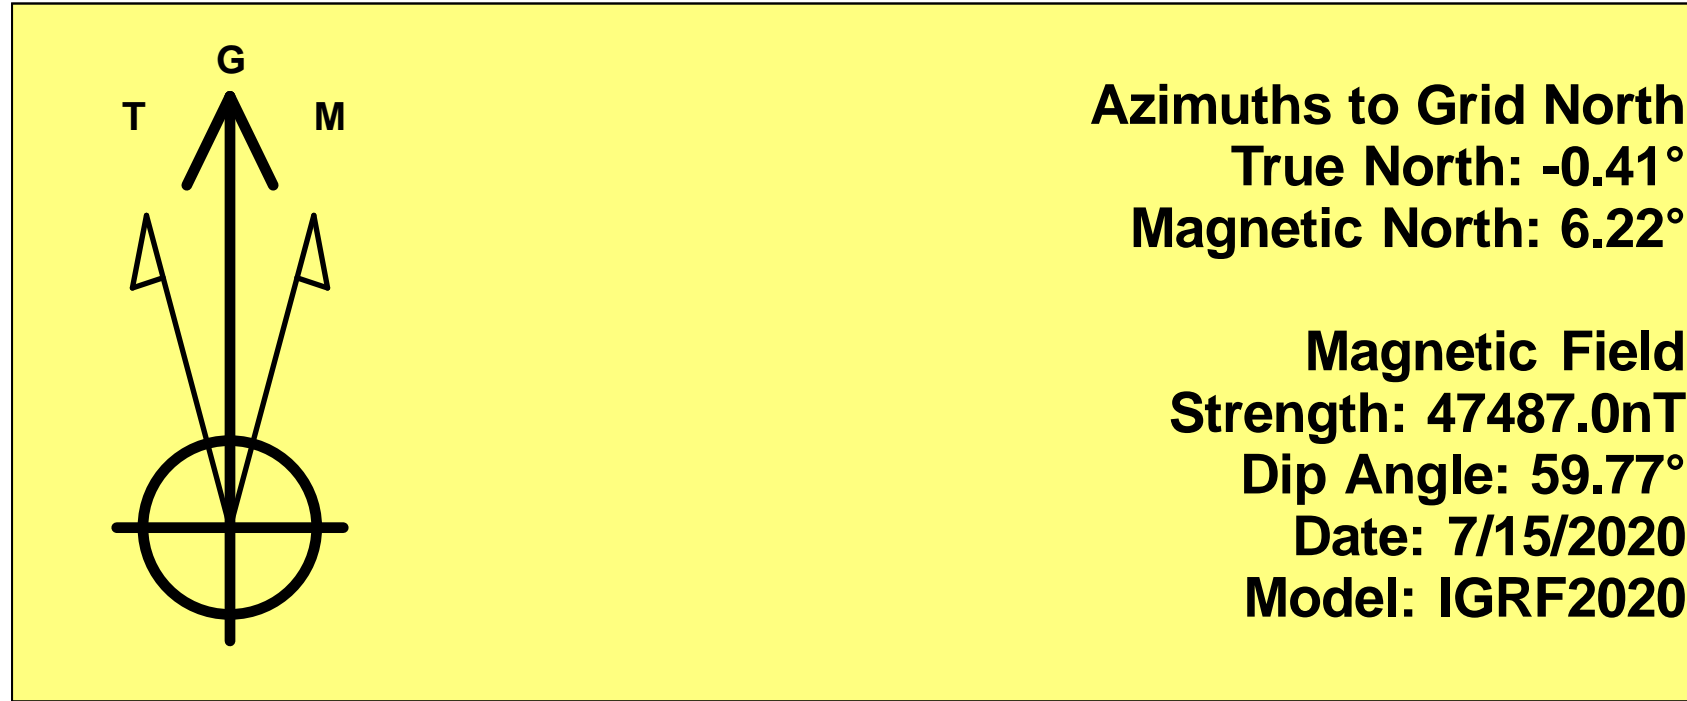 G
T M
Azimuths to Grid North
True North: -0.41°
Magnetic North: 6.22°
Magnetic Field
Strength: 47487.0nT
Dip Angle: 59.77°
Date: 7/15/2020
Model: IGRF2020